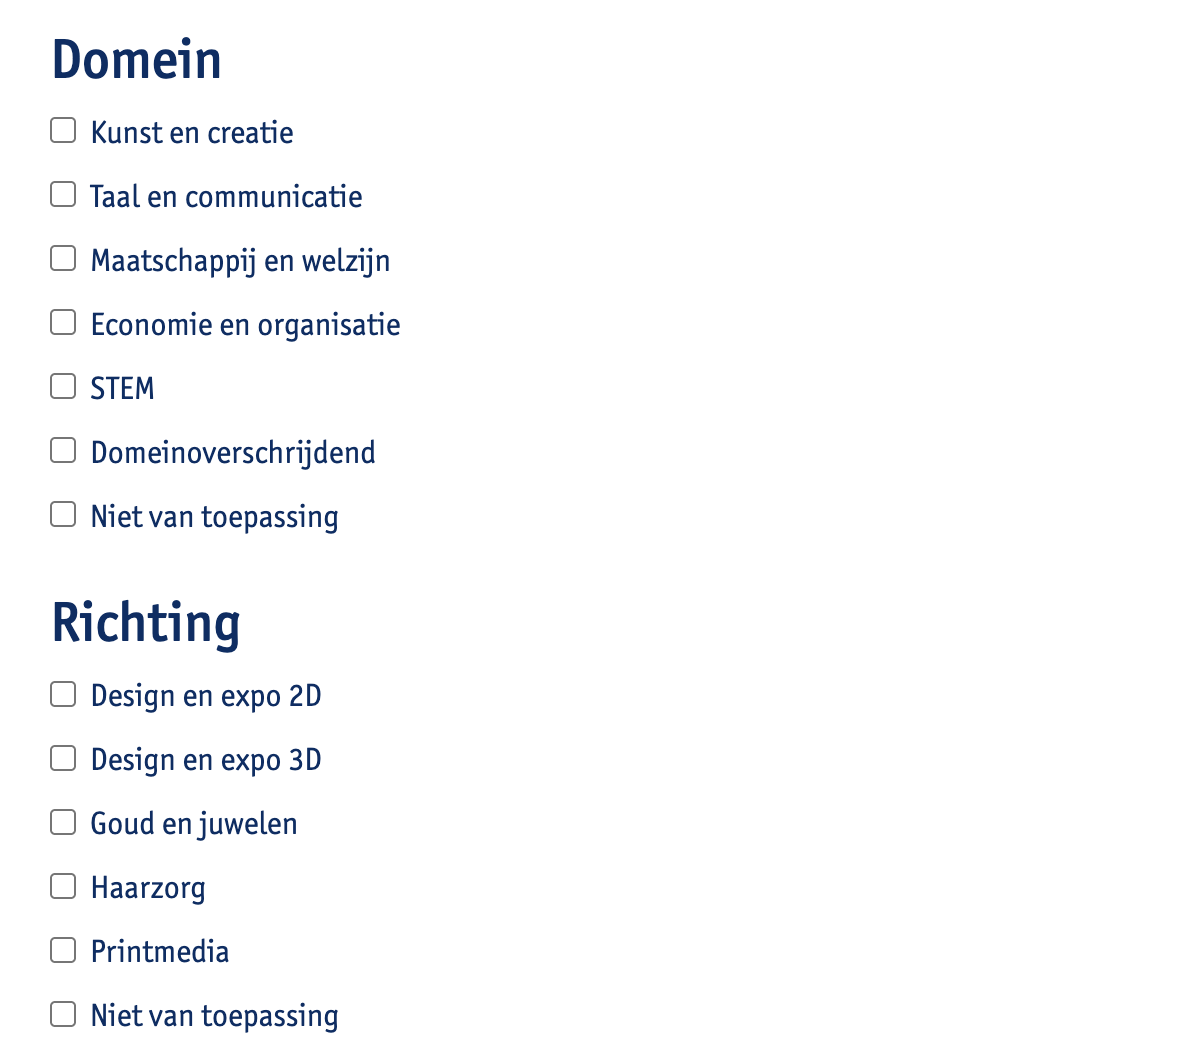 Domein
Kunst en creatie
Taal en communicatie
Maatschappij en welzijn
Economie en organisatie
STEM
Domeinoverschrijdend
Niet van toepassing
Richting
Design en expo 2D
Design en expo 3D
Goud en juwelen
Haarzorg
Printmedia
Niet van toepassing